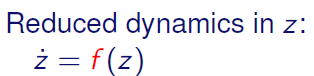 Reduced dynamics in z:
ż = f (z)